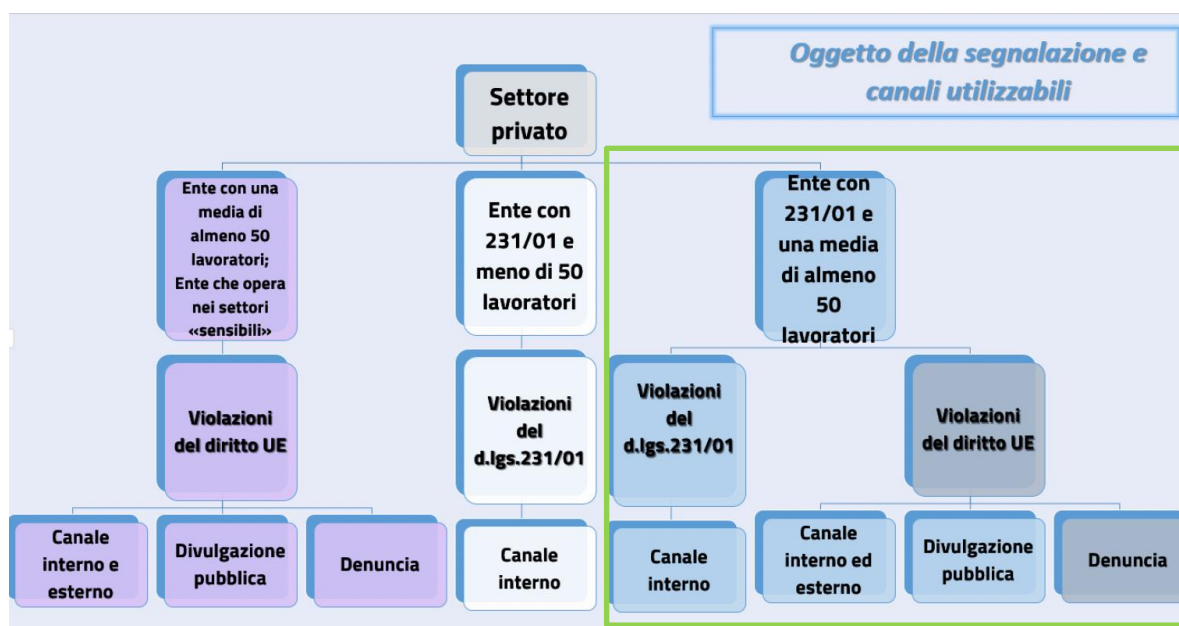 Oggetto della segnalazione e
canali utilizzabili
Settore
privato
Ente con una
media di
almeno 50
lavoratori;
Ente che opera
nei settori
«sensibili»
Ente con
231/01 e
meno di 50
lavoratori
Ente con
231/01 e
una media
di almeno
50
lavoratori
Violazioni
del diritto UE
Violazioni
del
d.lgs.231/01
Violazioni
del
d.lgs.231/01
Violazioni
del diritto UE
Canale
interno e
esterno
Divulgazione
pubblica
Denuncia
Canale
interno
Canale
interno
Canale
interno ed
esterno
Divulgazione
pubblica
Denuncia